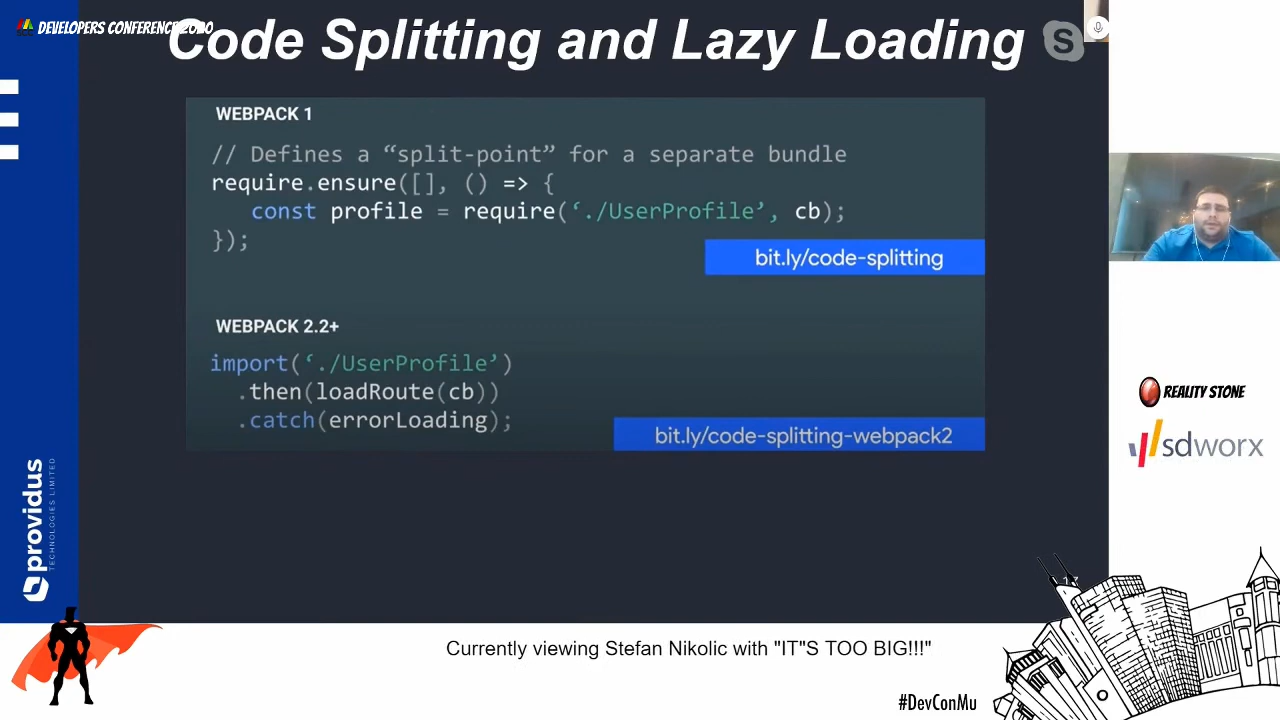 DEVELOPERS CONFERENCE 2020
Code Splitting and Lazy Loading
S
WEBPACK 1
// Defines a “split-point” for a separate bundle
require.ensure([], () => {
const profile = require(‘./UserProfile’, cb);
});
bit.ly/code-splitting
WEBPACK 2.2+
import(‘./UserProfile’)
.then(loadRoute(cb))
.catch(errorLoading);
bit.ly/code-splitting-webpack2
REALITY STONE
sdworx
providus
TECHNOLOGIES LIMITED
Currently viewing Stefan Nikolic with "IT"S TOO BIG!!!"
#DevConMu